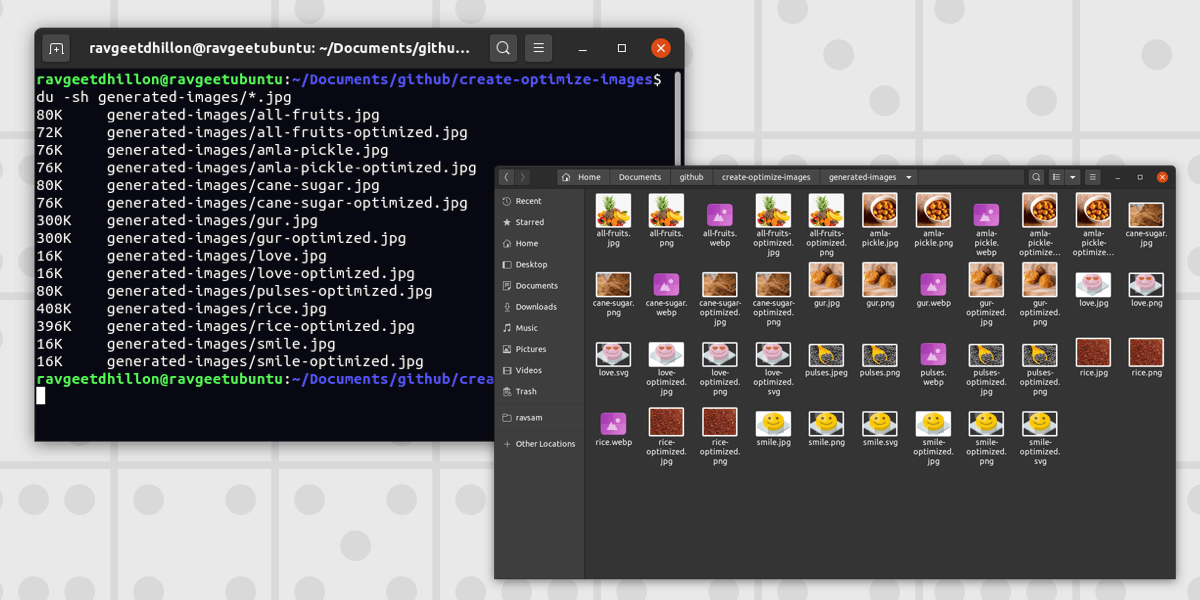 ravgeetdhillon@ravgeetubuntu: ~/Documents/githu...
ravgeetdhillon@ravgeetubuntu:~/Documents/github/create-optimize-images$
du -sh generated-images/*.jpg
80K generated-images/all-fruits.jpg
72K generated-images/all-fruits-optimized.jpg
76K generated-images/amla-pickle.jpg
76K generated-images/amla-pickle-optimized.jpg
80K generated-images/cane-sugar.jpg
76K generated-images/cane-sugar-optimized.jpg
300K generated-images/gur.jpg
300K generated-images/gur-optimized.jpg
16K generated-images/love.jpg
16K generated-images/love-optimized.jpg
80K generated-images/pulses-optimized.jpg
408K generated-images/rice.jpg
396K generated-images/rice-optimized.jpg
16K generated-images/smile.jpg
16K generated-images/smile-optimized.jpg
ravgeetdhillon@ravgeetubuntu:~/Documents/github/crea
Home Documents github create-optimize-images generated-images
Recent
Starred
Home
Desktop
Documents
Downloads
Music
Pictures
Videos
Trash
ravsam
Other Locations
all-fruits. all-fruits. all-fruits. all-fruits- all-fruits- amla- amla- amla- amla- amla- cane-sugar.
jpg png webp optimized. optimized. pickle.jpg pickle.png pickle. pickle- pickle- jpg
jpg png webp optimize... optimize...
cane-sugar. cane-sugar. cane-sugar- cane-sugar- gur.jpg gur.png gur.webp gur- gur- love.jpg love.png
png webp optimized. optimized. optimized. optimized.
jpg png jpg png
love.svg love- love- love- pulses.jpeg pulses.png pulses. pulses- pulses- rice.jpg rice.png
optimized. optimized. optimized. webp optimized. optimized.
jpg png svg jpg png
rice.webp rice- rice- smile.jpg smile.png smile.svg smile- smile- smile-
optimized. optimized. optimized. optimized. optimized.
jpg png jpg png svg